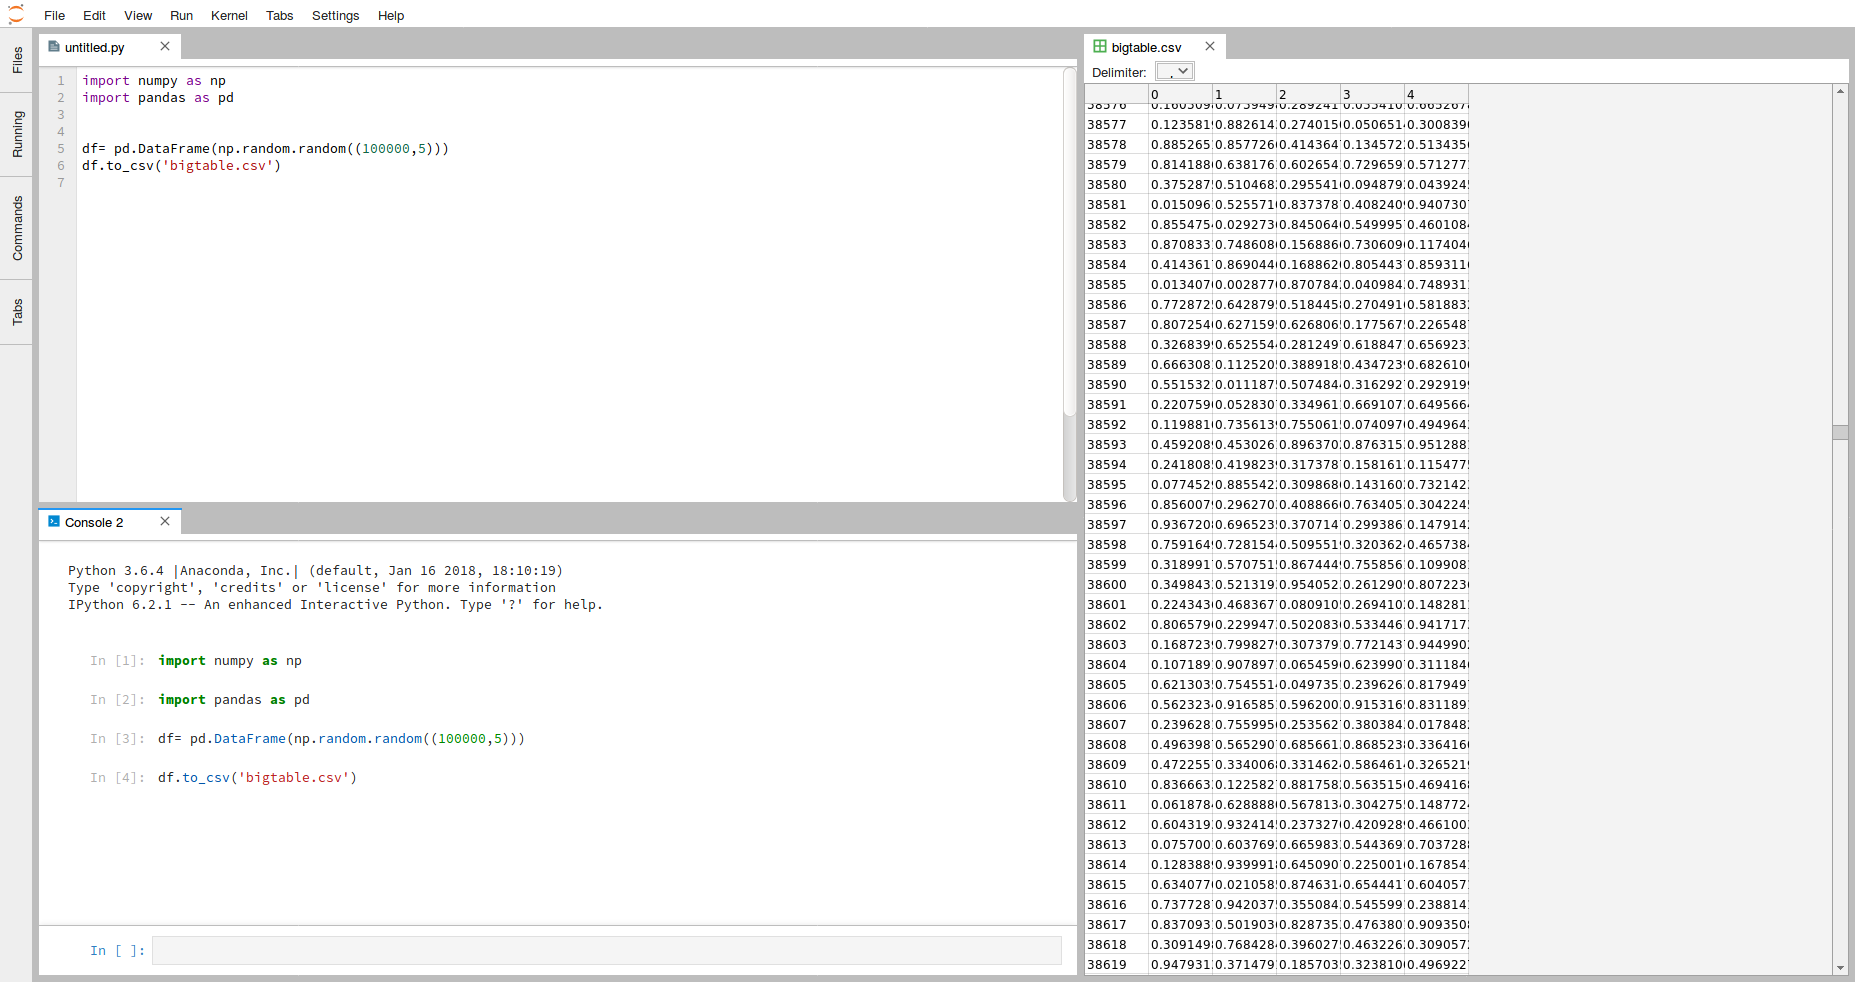 File Edit View Run Kernel Tabs Settings Help
Files
Running
Commands
Tabs
untitled.py
1 import numpy as np
2 import pandas as pd
3
4
5 df= pd.DataFrame(np.random.random((100000,5)))
6 df.to_csv('bigtable.csv')
7
Console 2
Python 3.6.4 |Anaconda, Inc.| (default, Jan 16 2018, 18:10:19)
Type 'copyright', 'credits' or 'license' for more information
IPython 6.2.1 -- An enhanced Interactive Python. Type '?' for help.
In [1]: import numpy as np
In [2]: import pandas as pd
In [3]: df= pd.DataFrame(np.random.random((100000,5)))
In [4]: df.to_csv('bigtable.csv')
In [ ]:
bigtable.csv
Delimiter: ,
0 1 2 3 4
38577 0.123581 0.882614 0.274015 0.050651 0.300839
38578 0.885265 0.857726 0.414364 0.134572 0.513435
38579 0.814188 0.638176 0.602654 0.729659 0.571277
38580 0.375287 0.510468 0.295541 0.094879 0.043924
38581 0.015096 0.525571 0.837378 0.408240 0.940730
38582 0.855475 0.029273 0.845064 0.549995 0.460108
38583 0.870833 0.748608 0.156886 0.730609 0.117404
38584 0.414361 0.869044 0.168862 0.805443 0.859311
38585 0.013407 0.002877 0.870784 0.040984 0.748931
38586 0.772872 0.642879 0.518445 0.270491 0.581883
38587 0.807254 0.627159 0.626806 0.177567 0.226548
38588 0.326839 0.652554 0.281249 0.618847 0.656923
38589 0.666308 0.112520 0.388918 0.434723 0.682610
38590 0.551532 0.011187 0.507484 0.316292 0.292919
38591 0.220759 0.052830 0.334961 0.669107 0.649566
38592 0.119881 0.735613 0.755061 0.074097 0.494964
38593 0.459208 0.453026 0.896370 0.876315 0.951288
38594 0.241808 0.419823 0.317378 0.158161 0.115477
38595 0.077452 0.885542 0.309868 0.143160 0.732142
38596 0.856007 0.296270 0.408866 0.763405 0.304224
38597 0.936720 0.696523 0.370714 0.299386 0.147914
38598 0.759164 0.728154 0.509551 0.320362 0.465738
38599 0.318991 0.570751 0.867444 0.755856 0.109908
38600 0.349843 0.521319 0.954052 0.261290 0.807223
38601 0.224343 0.468367 0.080910 0.269410 0.148281
38602 0.806579 0.229947 0.502083 0.533446 0.941717
38603 0.168723 0.799827 0.307379 0.772143 0.944990
38604 0.107189 0.907897 0.065459 0.623990 0.311184
38605 0.621303 0.754551 0.049735 0.239626 0.817949
38606 0.562323 0.916585 0.596200 0.915316 0.831189
38607 0.239628 0.755995 0.253562 0.380384 0.017848
38608 0.496398 0.565290 0.685661 0.868523 0.336416
38609 0.472255 0.334006 0.331462 0.586461 0.326521
38610 0.836663 0.122582 0.881758 0.563515 0.469416
38611 0.061878 0.628888 0.567813 0.304275 0.148772
38612 0.604319 0.932414 0.237327 0.420928 0.466100
38613 0.075700 0.603769 0.665983 0.544369 0.703728
38614 0.128388 0.939991 0.645090 0.225001 0.167854
38615 0.634077 0.021058 0.874631 0.654441 0.604057
38616 0.737728 0.942037 0.355084 0.545599 0.238814
38617 0.837093 0.501903 0.828735 0.476380 0.909350
38618 0.309149 0.768428 0.396027 0.463226 0.309057
38619 0.947931 0.371479 0.185703 0.323810 0.496922